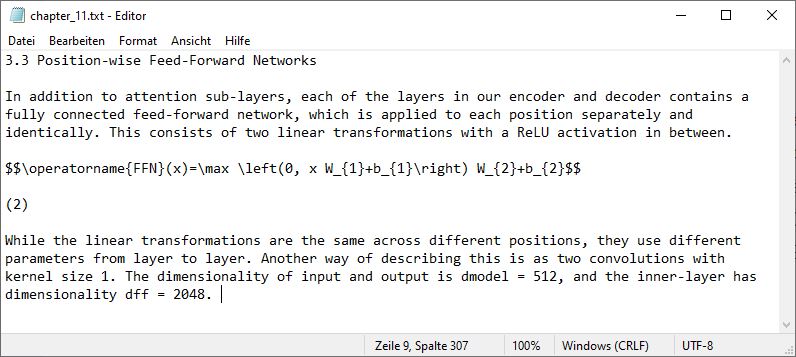 chapter_11.txt - Editor
Datei Bearbeiten Format Ansicht Hilfe
3.3 Position-wise Feed-Forward Networks
In addition to attention sub-layers, each of the layers in our encoder and decoder contains a
fully connected feed-forward network, which is applied to each position separately and
identically. This consists of two linear transformations with a ReLU activation in between.
$$\operatorname{FFN}(x)=\max \left(0, x W_{1}+b_{1}\right) W_{2}+b_{2}$$
(2)
While the linear transformations are the same across different positions, they use different
parameters from layer to layer. Another way of describing this is as two convolutions with
kernel size 1. The dimensionality of input and output is dmodel = 512, and the inner-layer has
dimensionality dff = 2048.
Zeile 9, Spalte 307 100% Windows (CRLF) UTF-8